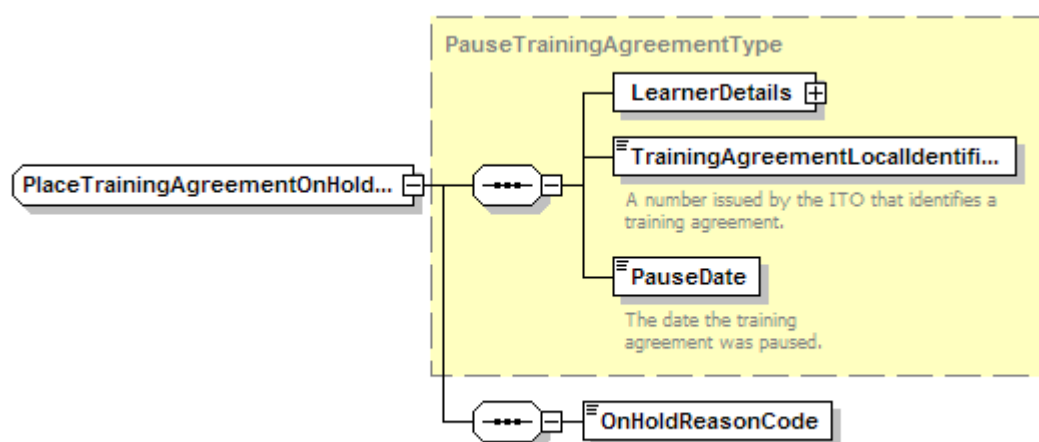 PauseTrainingAgreementType
LearnerDetails
TrainingAgreementLocalIdentifi...
A number issued by the ITO that identifies a
training agreement.
PlaceTrainingAgreementOnHold...
PauseDate
The date the training
agreement was paused.
OnHoldReasonCode